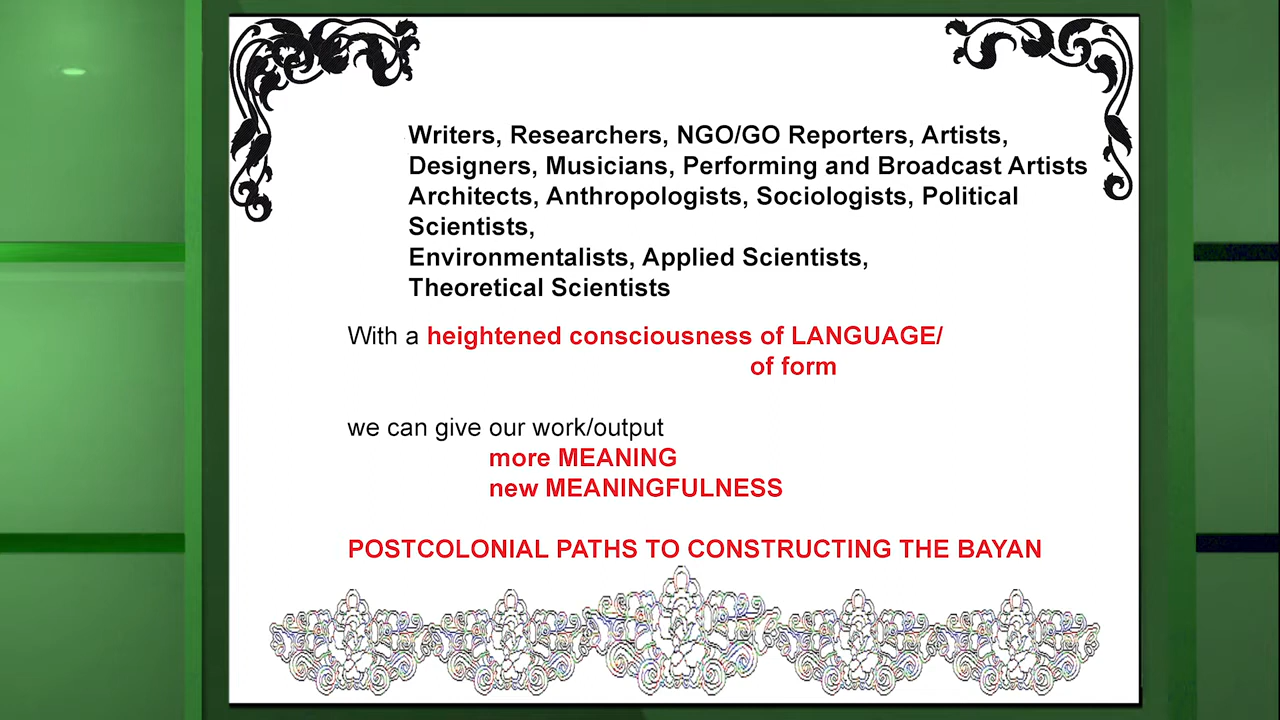 Writers, Researchers, NGO/GO Reporters, Artists,
Designers, Musicians, Performing and Broadcast Artists
Architects, Anthropologists, Sociologists, Political
Scientists,
Environmentalists, Applied Scientists,
Theoretical Scientists
With a heightened consciousness of LANGUAGE/
of form
we can give our work/output
more MEANING
new MEANINGFULNESS
POSTCOLONIAL PATHS TO CONSTRUCTING THE BAYAN